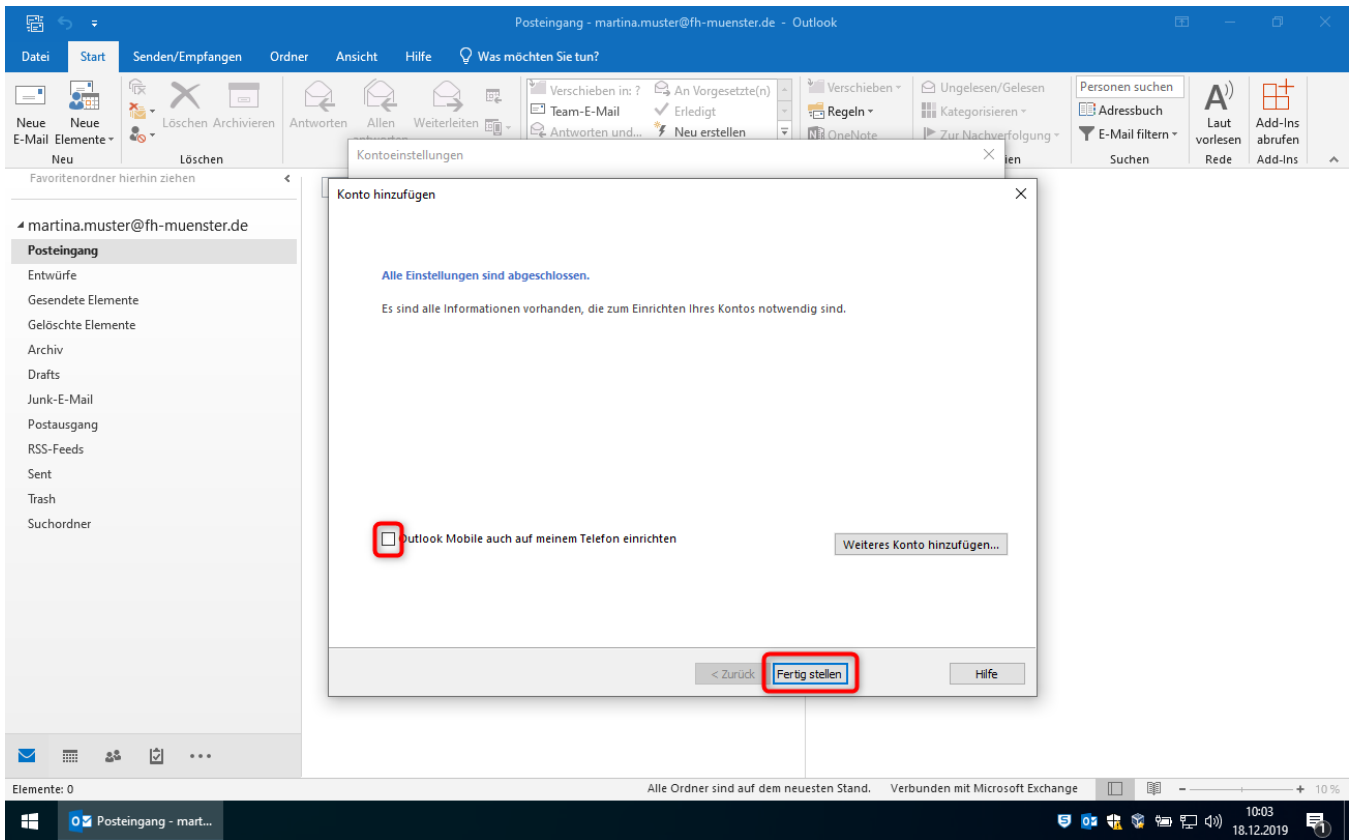 Posteingang - martina.muster@fh-muenster.de - Outlook
Datei Start Senden/Empfangen Ordner Ansicht Hilfe Was möchten Sie tun?
Neue E-Mail
Neue Elemente
Neu
Löschen Archivieren
Löschen
Antworten
Allen antworten
Weiterleiten
Verschieben in: ? An Vorgesetzte(n)
Team-E-Mail Erledigt
Antworten und... Neu erstellen
Verschieben
Regeln
OneNote
Ungelesen/Gelesen
Kategorisieren
Zur Nachverfolgung
ien
Personen suchen
Adressbuch
E-Mail filtern
Suchen
Laut vorlesen
Rede
Add-Ins abrufen
Add-Ins
Favoritenordner hierhin ziehen
martina.muster@fh-muenster.de
Posteingang
Entwürfe
Gesendete Elemente
Gelöschte Elemente
Archiv
Drafts
Junk-E-Mail
Postausgang
RSS-Feeds
Sent
Trash
Suchordner
Kontoeinstellungen
Konto hinzufügen
Alle Einstellungen sind abgeschlossen.
Es sind alle Informationen vorhanden, die zum Einrichten Ihres Kontos notwendig sind.
Outlook Mobile auch auf meinem Telefon einrichten
Weiteres Konto hinzufügen...
< Zurück Fertig stellen Hilfe
Elemente: 0
Alle Ordner sind auf dem neuesten Stand. Verbunden mit Microsoft Exchange
10 %
Posteingang - mart...
10:03
18.12.2019